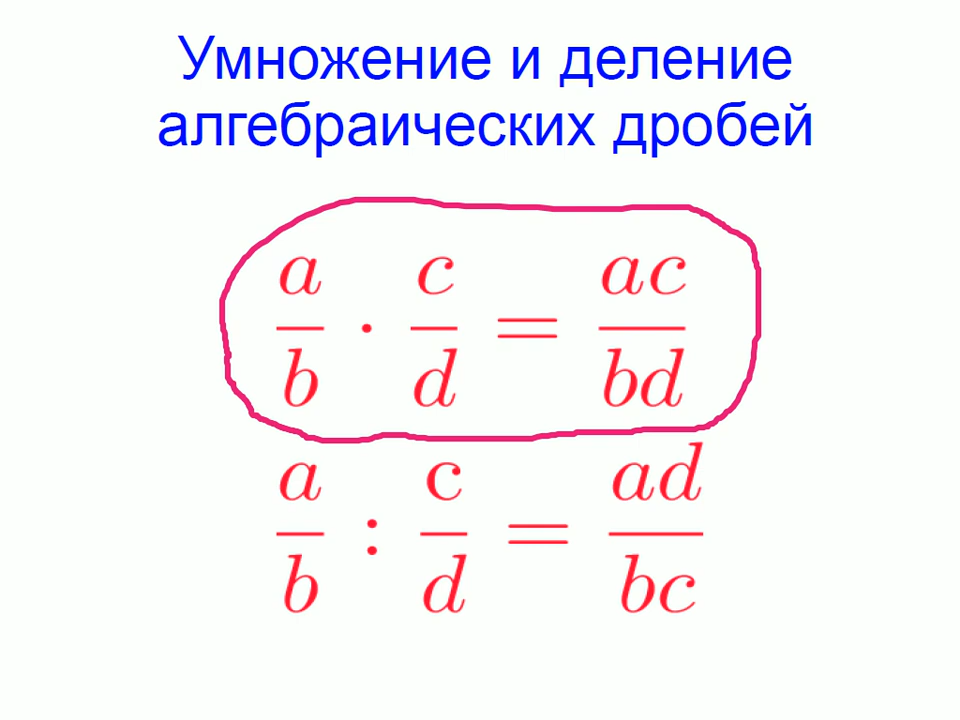 Умножение и деление
алгебраических дробей
a/b · c/d = ac/bd
a/b : c/d = ad/bc